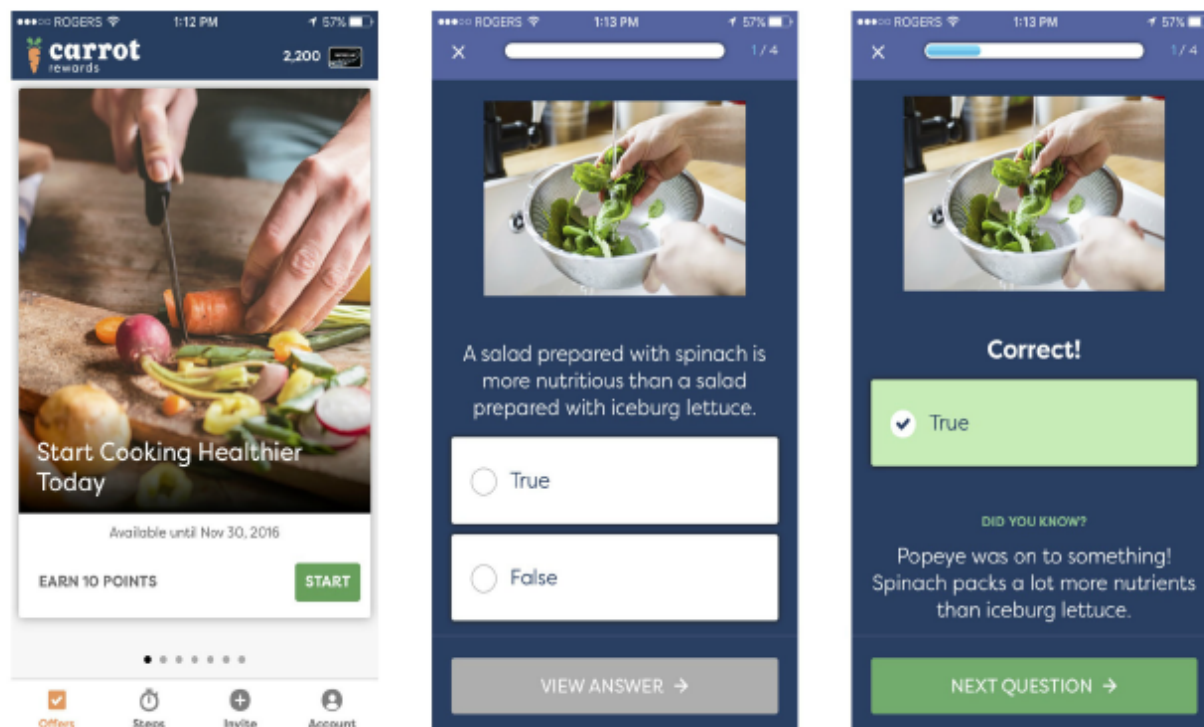 ROGERS 1:12 PM 57%
carrot
rewards
2,200
Start Cooking Healthier
Today
Available until Nov 30, 2016
EARN 10 POINTS START
Offers Steps Invite Account
ROGERS 1:13 PM 57%
1/4
A salad prepared with spinach is
more nutritious than a salad
prepared with iceburg lettuce.
True
False
VIEW ANSWER →
ROGERS 1:13 PM 57%
1/4
Correct!
True
DID YOU KNOW?
Popeye was on to something!
Spinach packs a lot more nutrients
than iceburg lettuce.
NEXT QUESTION →